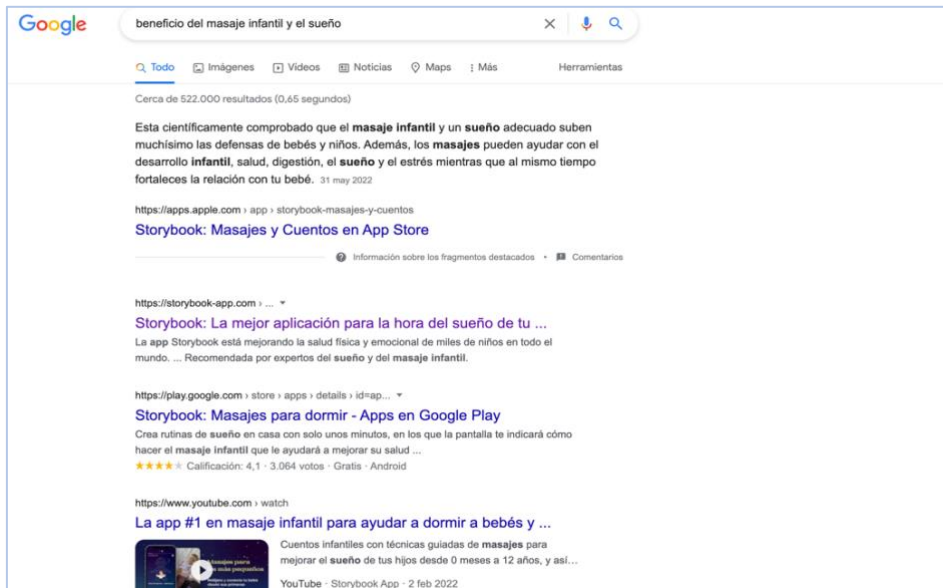 Google
beneficio del masaje infantil y el sueño
Todo Imágenes Vídeos Noticias Maps Más Herramientas
Cerca de 522.000 resultados (0,65 segundos)
Esta científicamente comprobado que el masaje infantil y un sueño adecuado suben
muchísimo las defensas de bebés y niños. Además, los masajes pueden ayudar con el
desarrollo infantil, salud, digestión, el sueño y el estrés mientras que al mismo tiempo
fortaleces la relación con tu bebé. 31 may 2022
https://apps.apple.com › app › storybook-masajes-y-cuentos
Storybook: Masajes y Cuentos en App Store
Información sobre los fragmentos destacados • Comentarios
https://storybook-app.com › ...
Storybook: La mejor aplicación para la hora del sueño de tu ...
La app Storybook está mejorando la salud física y emocional de miles de niños en todo el
mundo. ... Recomendada por expertos del sueño y del masaje infantil.
https://play.google.com › store › apps › details › id=ap...
Storybook: Masajes para dormir - Apps en Google Play
Crea rutinas de sueño en casa con solo unos minutos, en los que la pantalla te indicará cómo
hacer el masaje infantil que le ayudará a mejorar su salud ...
Calificación: 4,1 · 3.064 votos · Gratis · Android
https://www.youtube.com › watch
La app #1 en masaje infantil para ayudar a dormir a bebés y ...
Cuentos infantiles con técnicas guiadas de masajes para
mejorar el sueño de tus hijos desde 0 meses a 12 años, y así...
YouTube · Storybook App · 2 feb 2022
Masajes para
los más pequeños